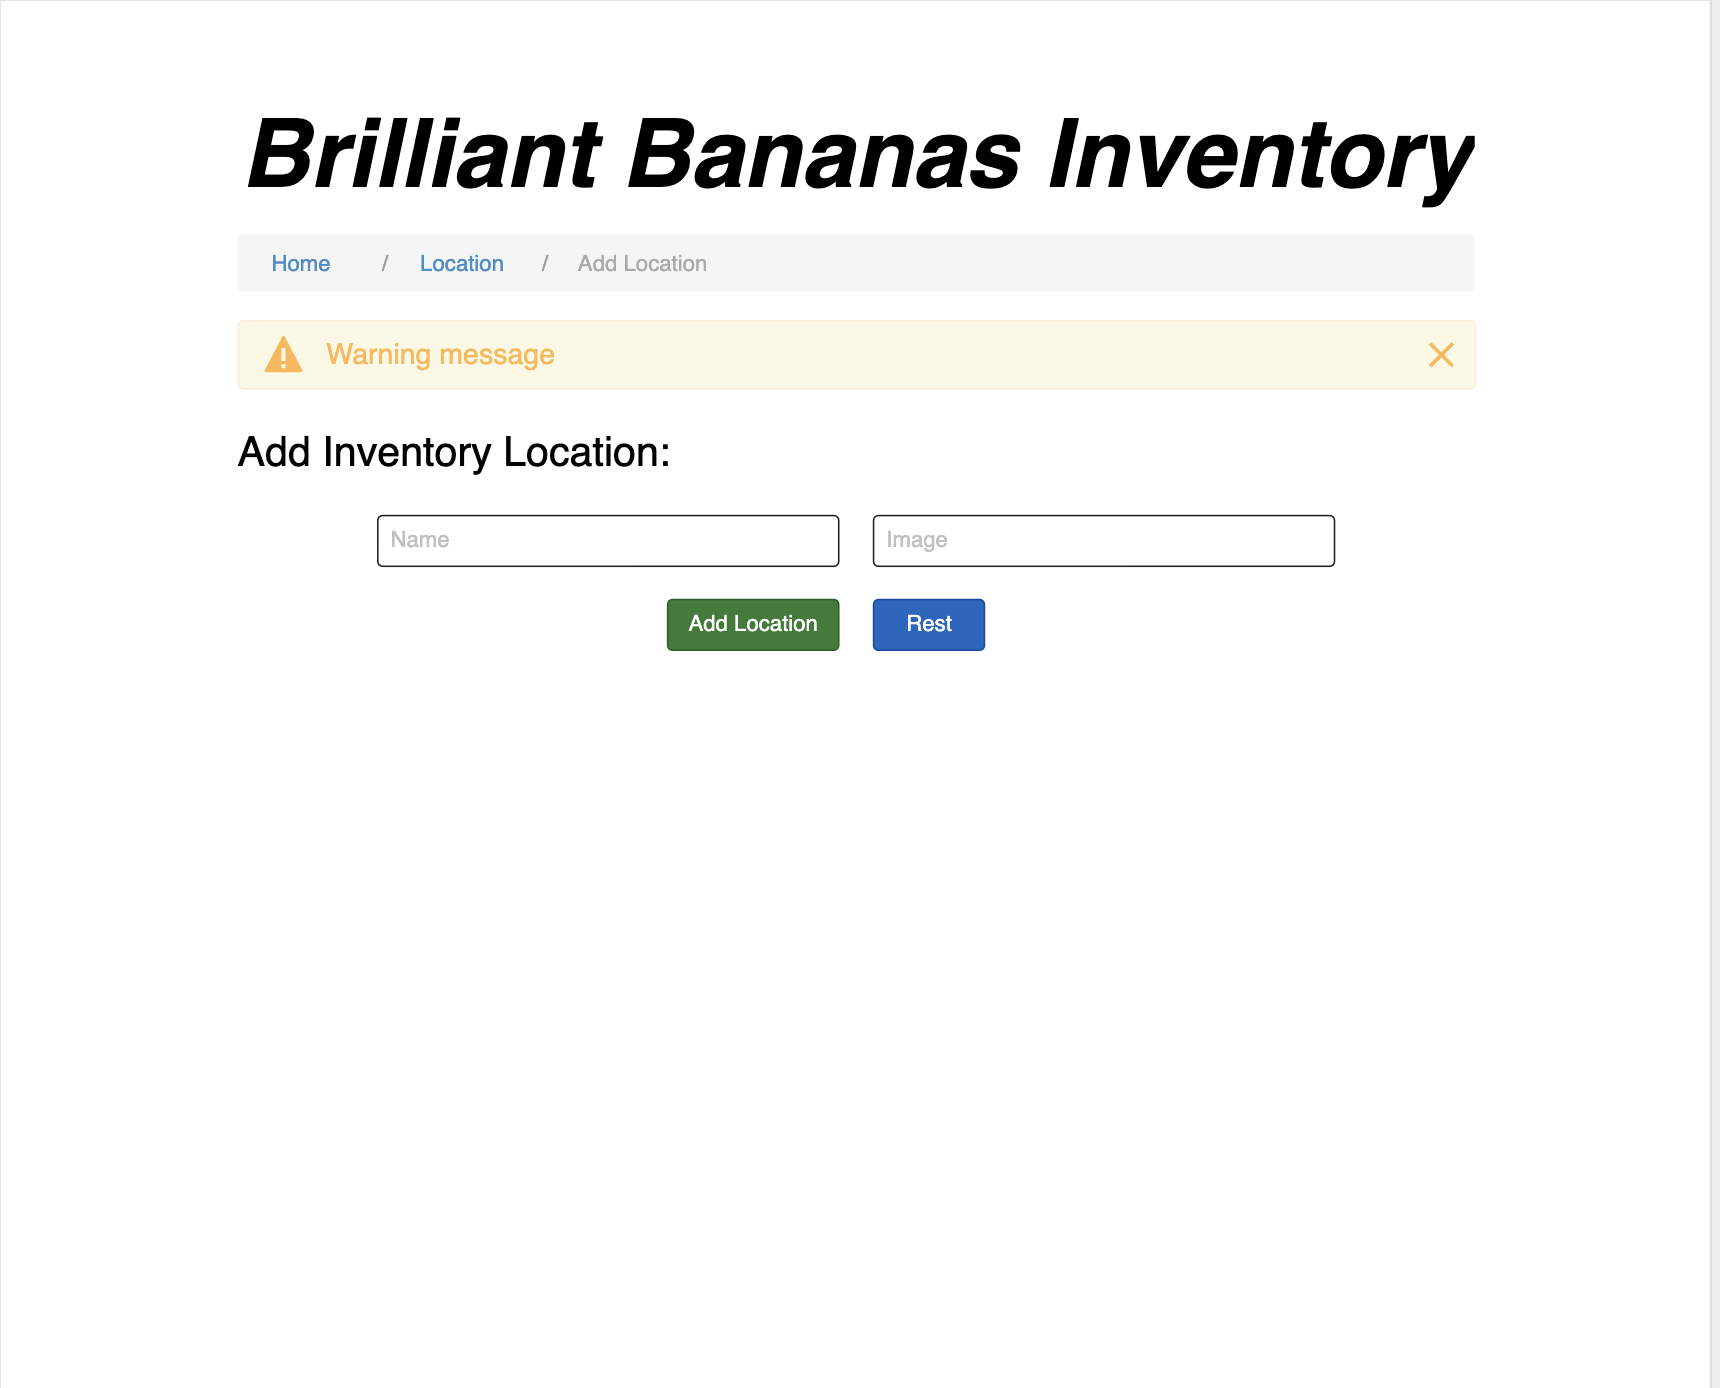 Brilliant Bananas Inventory
Home / Location / Add Location
Warning message
Add Inventory Location:
Name Image
Add Location Rest